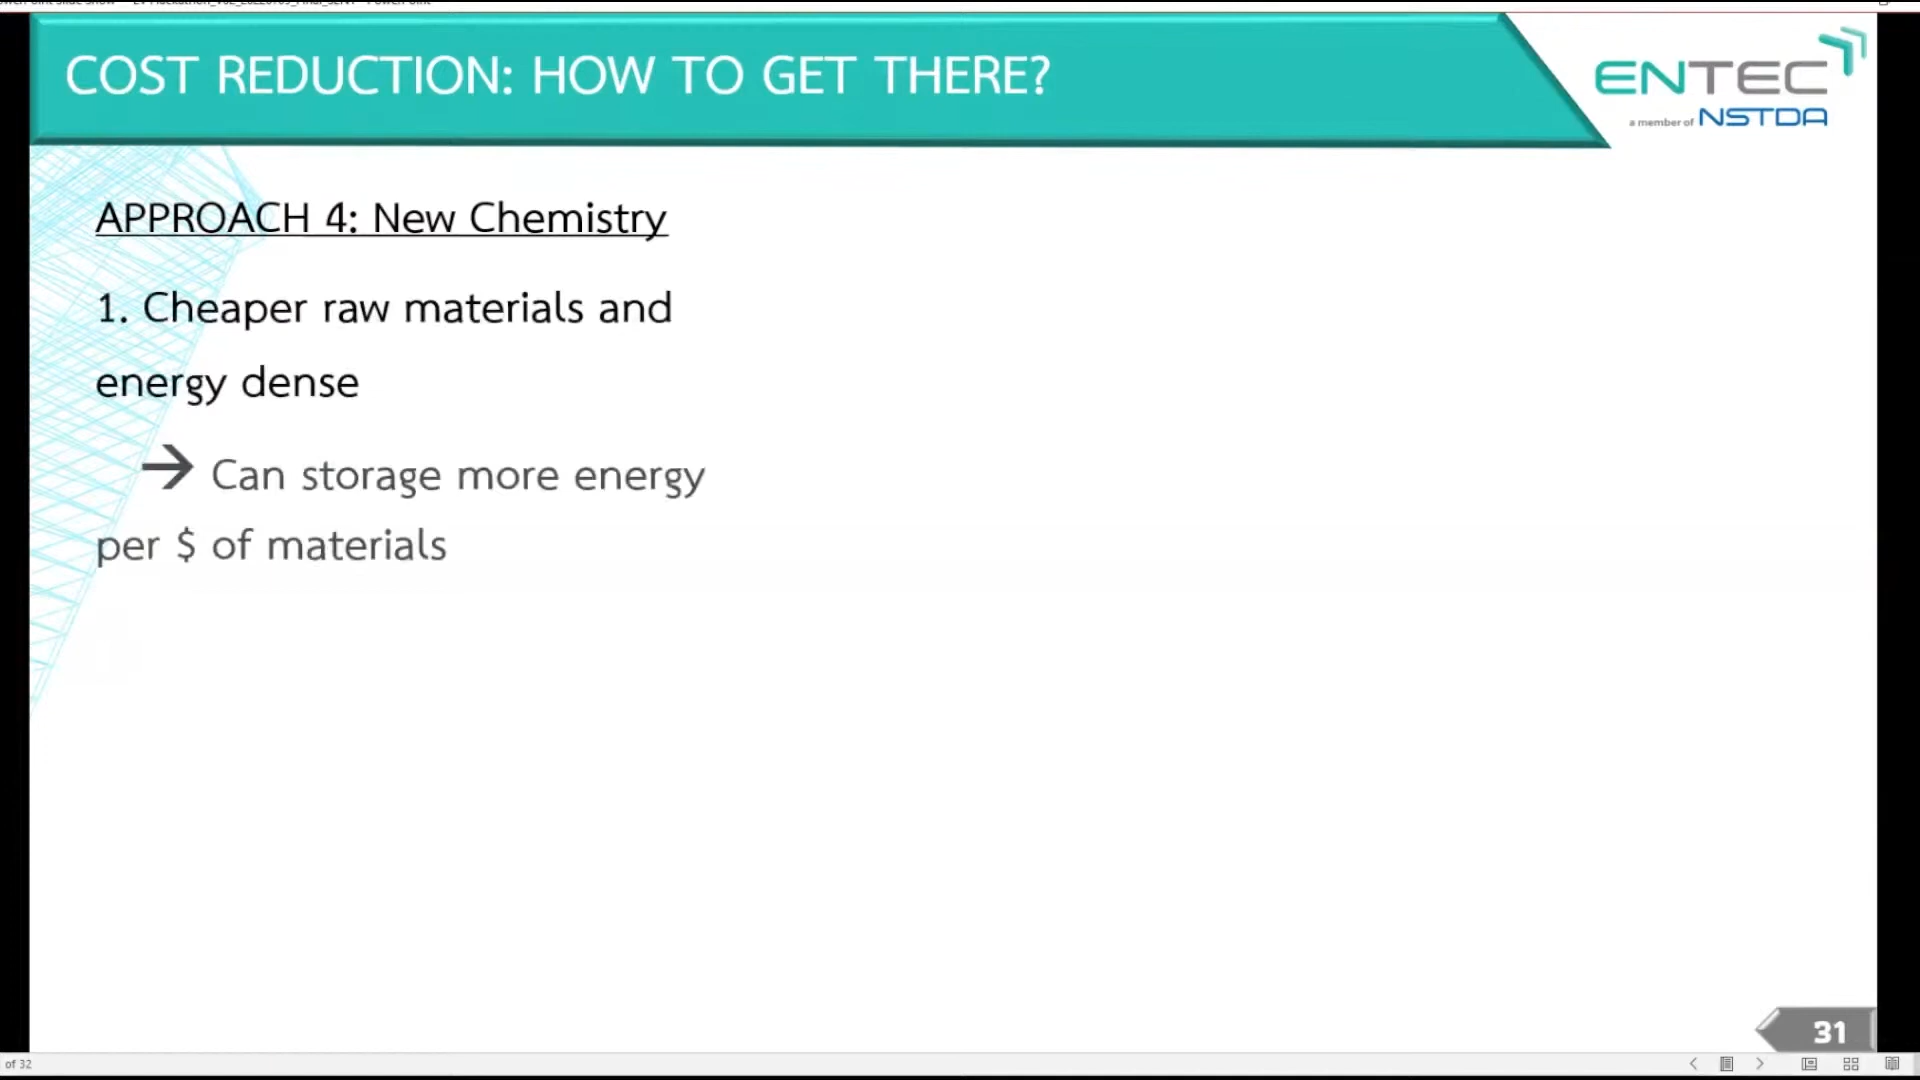 COST REDUCTION: HOW TO GET THERE?
ENTEC
a member of NSTDA
APPROACH 4: New Chemistry
1. Cheaper raw materials and
energy dense
→ Can storage more energy
per $ of materials
31
of 32